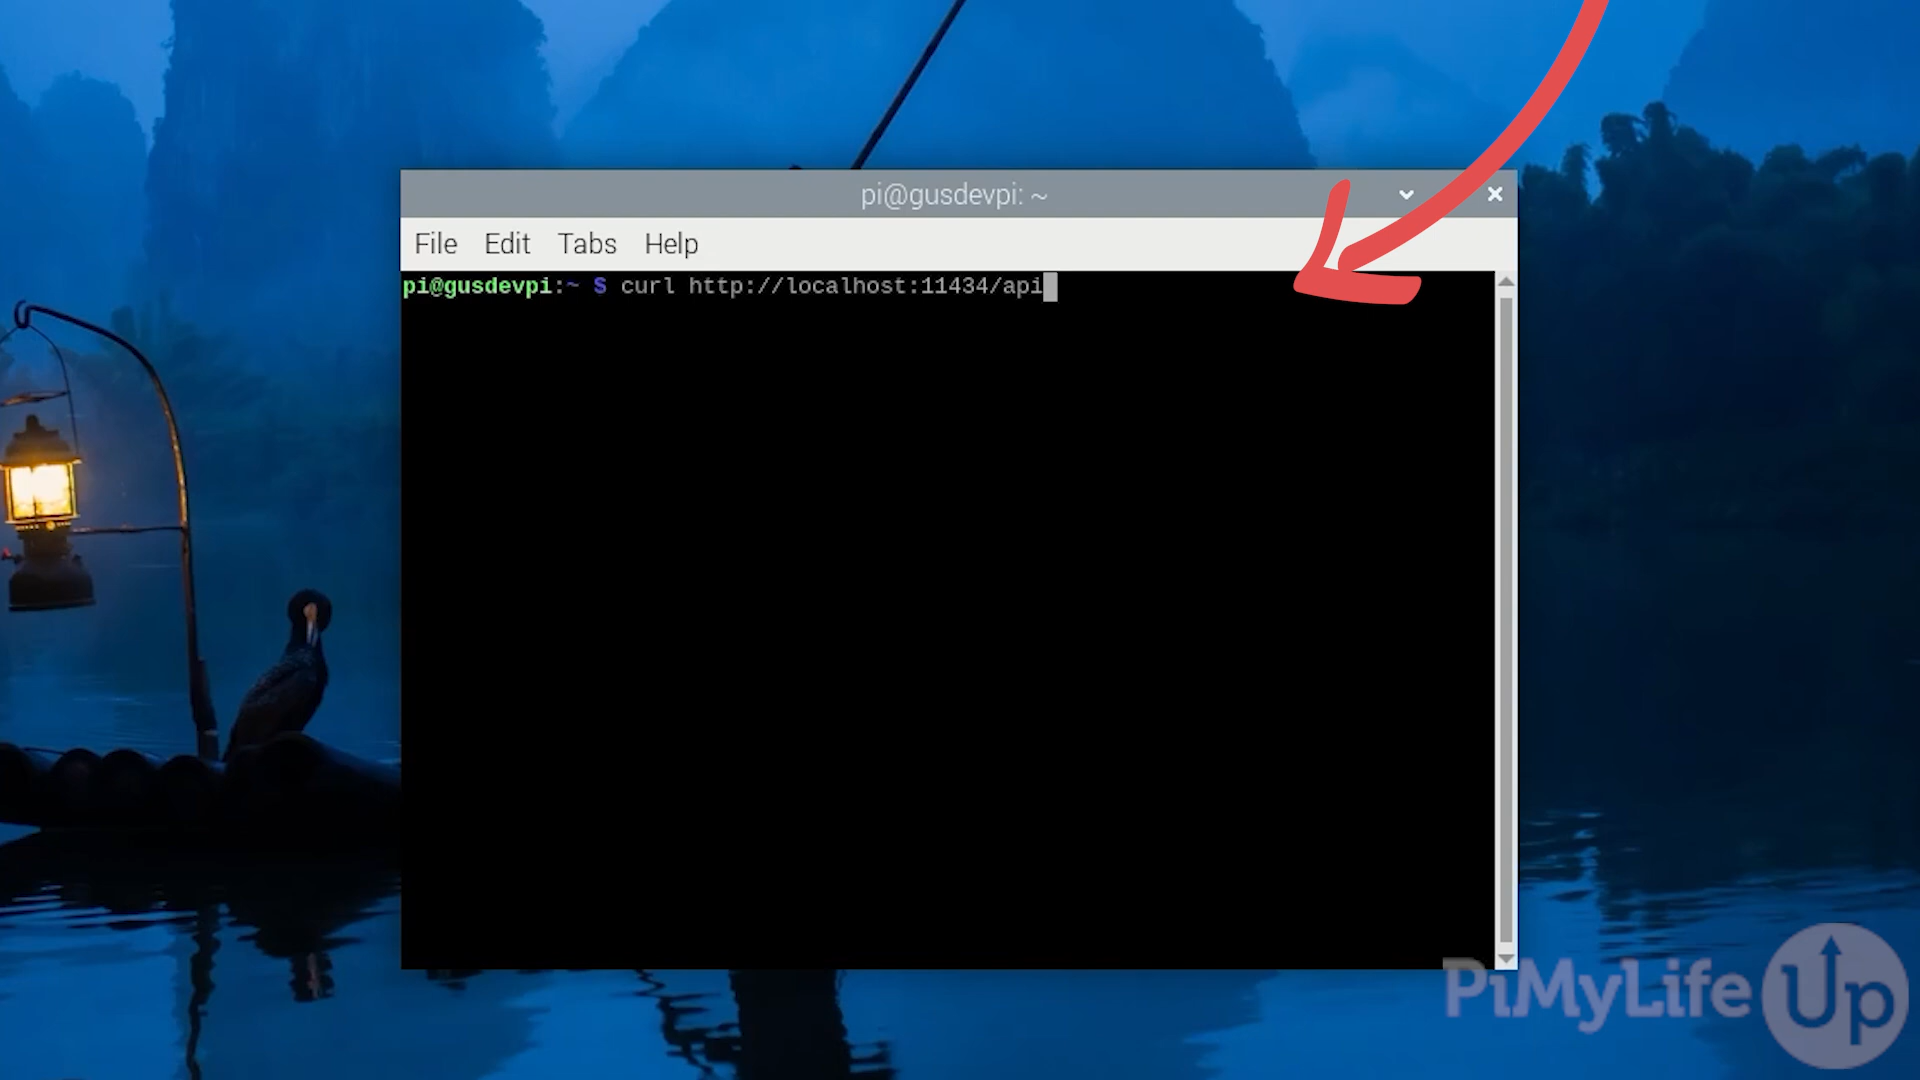 pi@gusdevpi: ~
File Edit Tabs Help
pi@gusdevpi:~ $ curl http://localhost:11434/api
PiMyLifeUp